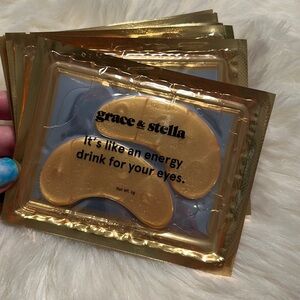 grace & stella
It's like an energy
drink for your eyes.